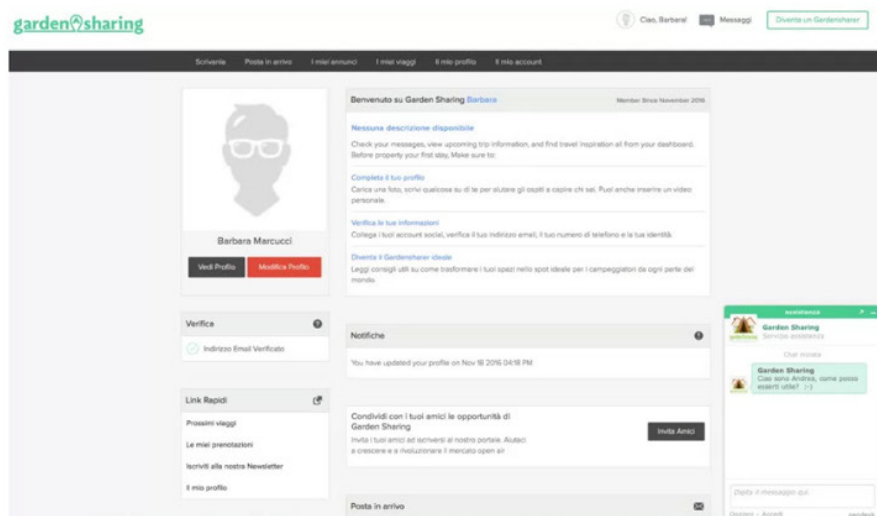 gardensharing
Ciao, Barbara!
Messaggi
Diventa un Gardensharer
Scrivania
Posta in arrivo
I miei annunci
I miei viaggi
Il mio profilo
Il mio account
Barbara Marcucci
Vedi Profilo
Modifica Profilo
Verifica
Indirizzo Email Verificato
Link Rapidi
Prossimi viaggi
Le miei prenotazioni
Iscriviti alla nostra Newsletter
Il mio profilo
Benvenuto su Garden Sharing Barbara
Member Since November 2016
Nessuna descrizione disponibile
Check your messages, view upcoming trip information, and find travel inspiration all from your dashboard.
Before property your first stay, Make sure to:
Completa il tuo profilo
Carica una foto, scrivi qualcosa su di te per aiutare gli ospiti a capire chi sei. Puoi anche inserire un video
personale.
Verifica le tue informazioni
Collega i tuoi account social, verifica il tuo indirizzo email, il tuo numero di telefono e la tua identità.
Diventa il Gardensharer ideale
Leggi consigli utili su come trasformare i tuoi spazi nello spot ideale per i campeggiatori da ogni parte del
mondo.
Notifiche
You have updated your profile on Nov 18 2016 04:18 PM
Condividi con i tuoi amici le opportunità di
Garden Sharing
Invita i tuoi amici ad iscriversi al nostro portale. Aiutaci
a crescere e a rivoluzionare il mercato open air
Invita Amici
Posta in arrivo
assistenza
Garden Sharing
Servizio assistenza
Chat iniziata
Garden Sharing
Ciao sono Andrea, come posso
esserti utile? :-)
Digita il messaggio qui.
Opzioni
Accedi
zendesk